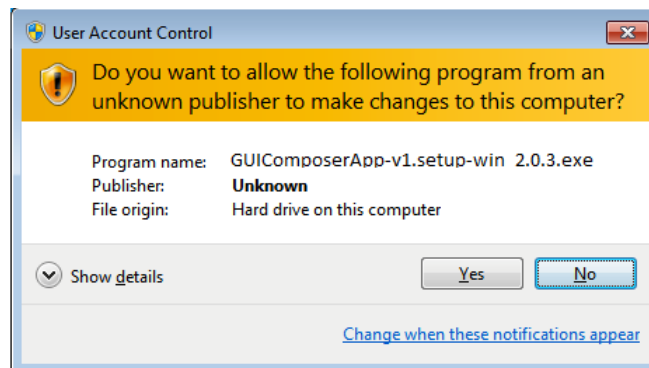 User Account Control
Do you want to allow the following program from an
unknown publisher to make changes to this computer?
Program name: GUIComposerApp-v1.setup-win 2.0.3.exe
Publisher: Unknown
File origin: Hard drive on this computer
Show details
Yes No
Change when these notifications appear